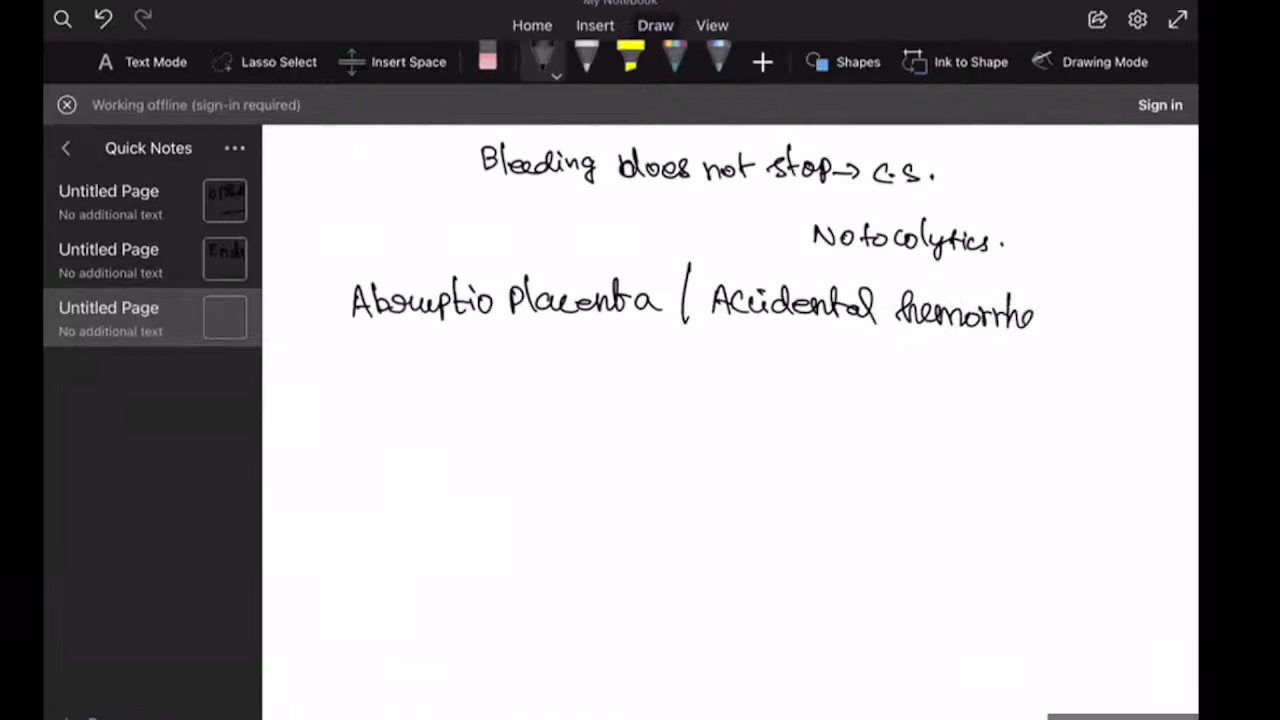 My Notebook
Home Insert Draw View
Text Mode Lasso Select Insert Space Shapes Ink to Shape Drawing Mode
Working offline (sign-in required) Sign in
Quick Notes
Untitled Page
No additional text
Untitled Page
No additional text
Untitled Page
No additional text
Bleeding does not stop → C.S.
No tocolytics.
Abruptio Placenta / Accidental hemorrha